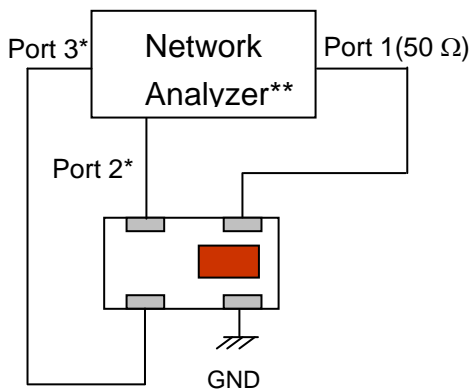 Port 3*
Network
Analyzer**
Port 1(50 Ω)
Port 2*
GND